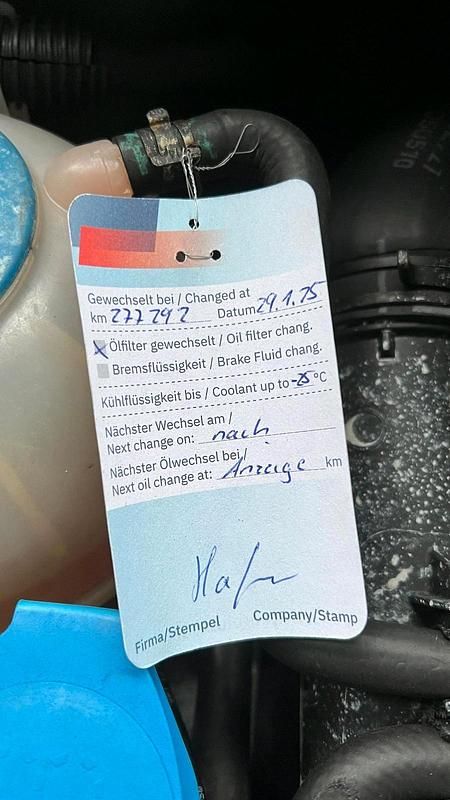 Gewechselt bei / Changed at
km 277 292 Datum 29.1.25
x Ölfilter gewechselt / Oil filter chang.
Bremsflüssigkeit / Brake Fluid chang.
Kühlflüssigkeit bis / Coolant up to -25 °C
Nächster Wechsel am /
Next change on: nach
Nächster Ölwechsel bei /
Next oil change at: Anzeige km
Firma/Stempel Company/Stamp